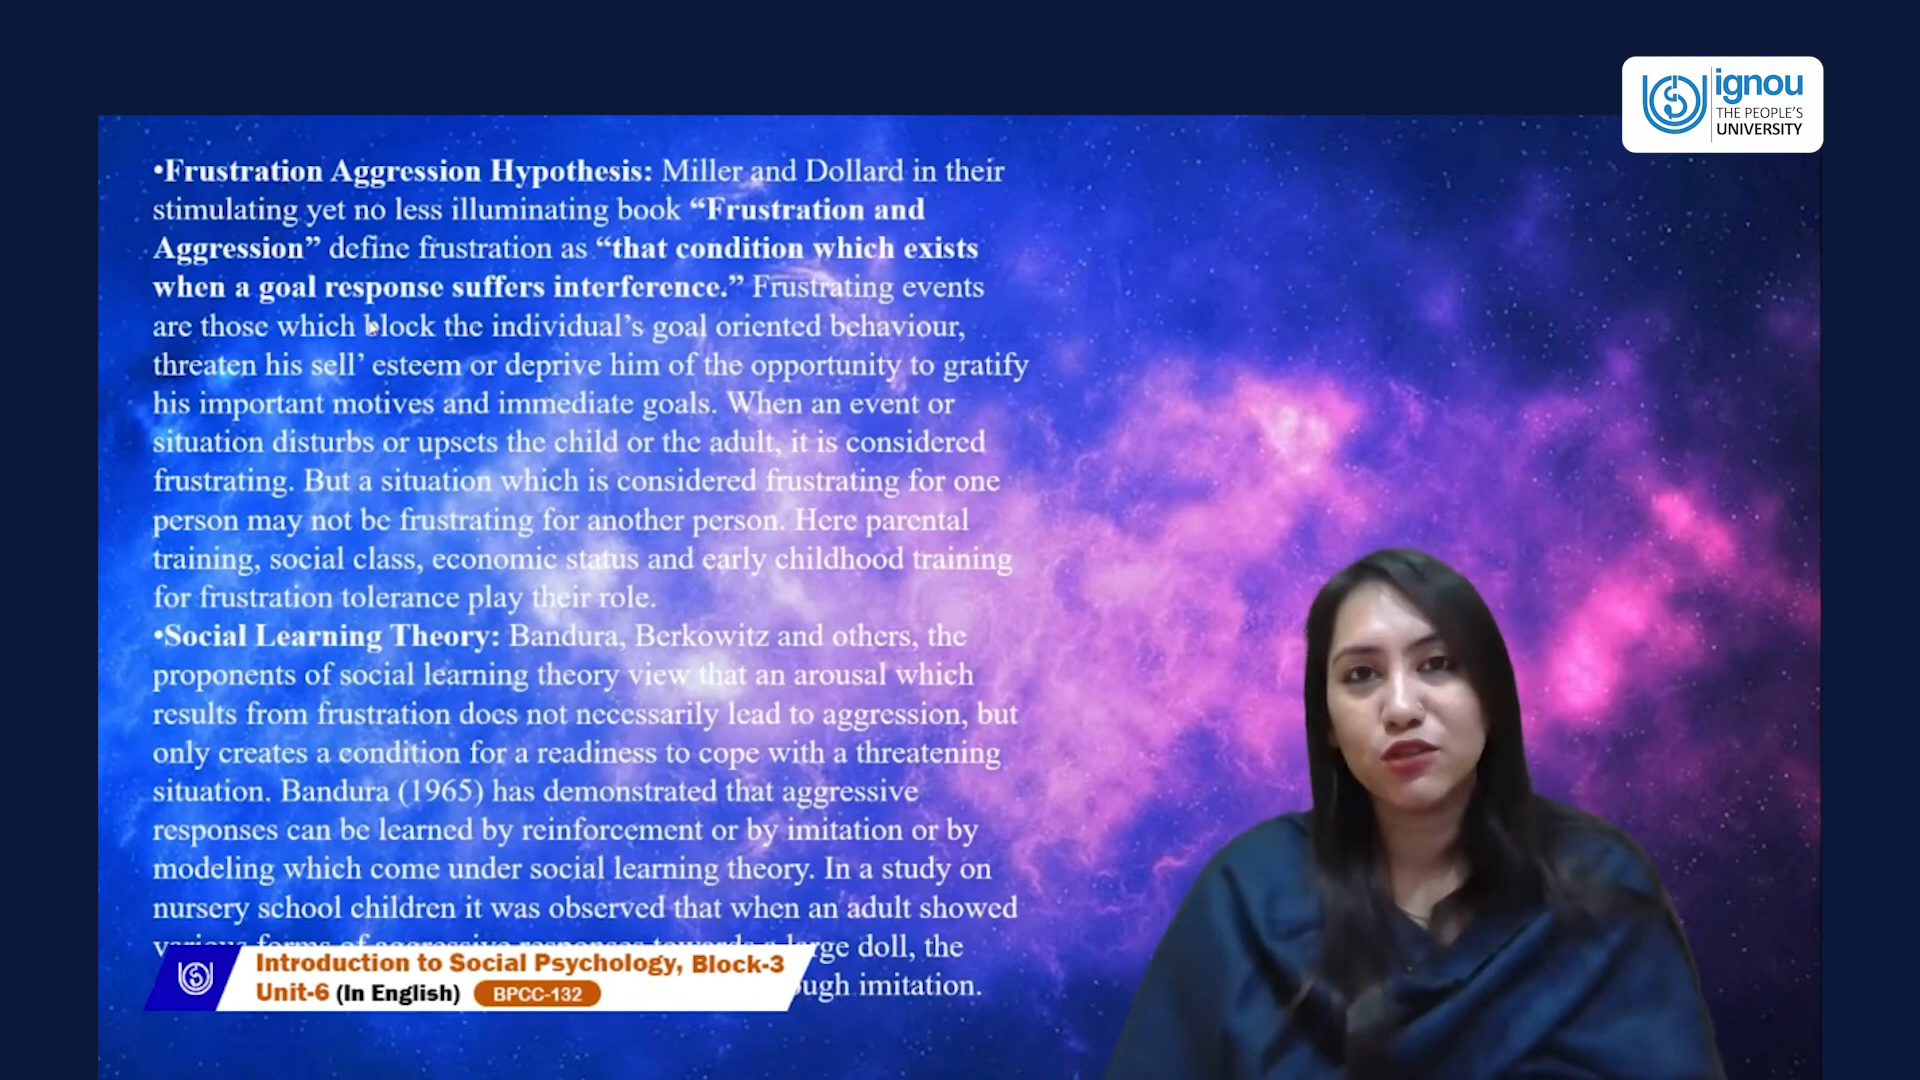 ignou
THE PEOPLE'S
UNIVERSITY
•Frustration Aggression Hypothesis: Miller and Dollard in their
stimulating yet no less illuminating book “Frustration and
Aggression” define frustration as “that condition which exists
when a goal response suffers interference.” Frustrating events
are those which block the individual’s goal oriented behaviour,
threaten his sell’ esteem or deprive him of the opportunity to gratify
his important motives and immediate goals. When an event or
situation disturbs or upsets the child or the adult, it is considered
frustrating. But a situation which is considered frustrating for one
person may not be frustrating for another person. Here parental
training, social class, economic status and early childhood training
for frustration tolerance play their role.
•Social Learning Theory: Bandura, Berkowitz and others, the
proponents of social learning theory view that an arousal which
results from frustration does not necessarily lead to aggression, but
only creates a condition for a readiness to cope with a threatening
situation. Bandura (1965) has demonstrated that aggressive
responses can be learned by reinforcement or by imitation or by
modeling which come under social learning theory. In a study on
nursery school children it was observed that when an adult showed
various forms of aggressive responses towards a large doll, the
imitation.
Introduction to Social Psychology, Block-3
Unit-6 (In English) BPCC-132